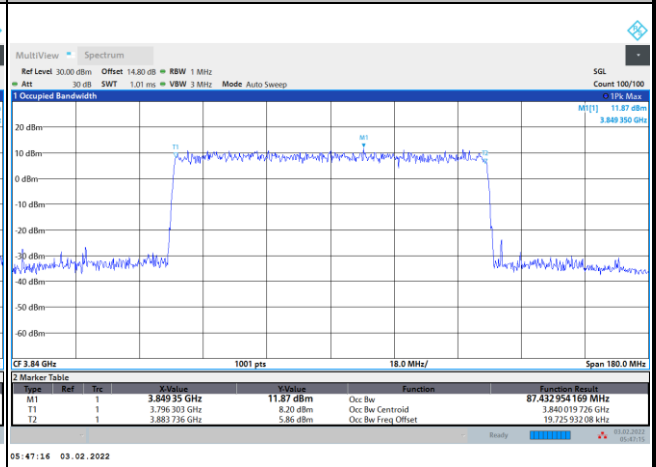 MultiView Spectrum
Ref Level 30.00 dBm Offset 14.80 dB RBW 1 MHz SGL
Att 30 dB SWT 1.01 ms VBW 3 MHz Mode Auto Sweep Count 100/100
1 Occupied Bandwidth 1Pk Max
M1[1] 11.87 dBm
3.849 350 GHz
20 dBm
M1
T1
T2
10 dBm
0 dBm
-10 dBm
-20 dBm
-30 dBm
-40 dBm
-50 dBm
-60 dBm
CF 3.84 GHz 1001 pts 18.0 MHz/ Span 180.0 MHz
2 Marker Table
Type Ref Trc X-Value Y-Value Function Function Result
M1 1 3.849 35 GHz 11.87 dBm Occ Bw 87.432 954 169 MHz
T1 1 3.796 303 GHz 8.20 dBm Occ Bw Centroid 3.840 019 726 GHz
T2 1 3.883 736 GHz 5.86 dBm Occ Bw Freq Offset 19.725 932 08 kHz
Ready 03.02.2022
05:47:15
05:47:16 03.02.2022